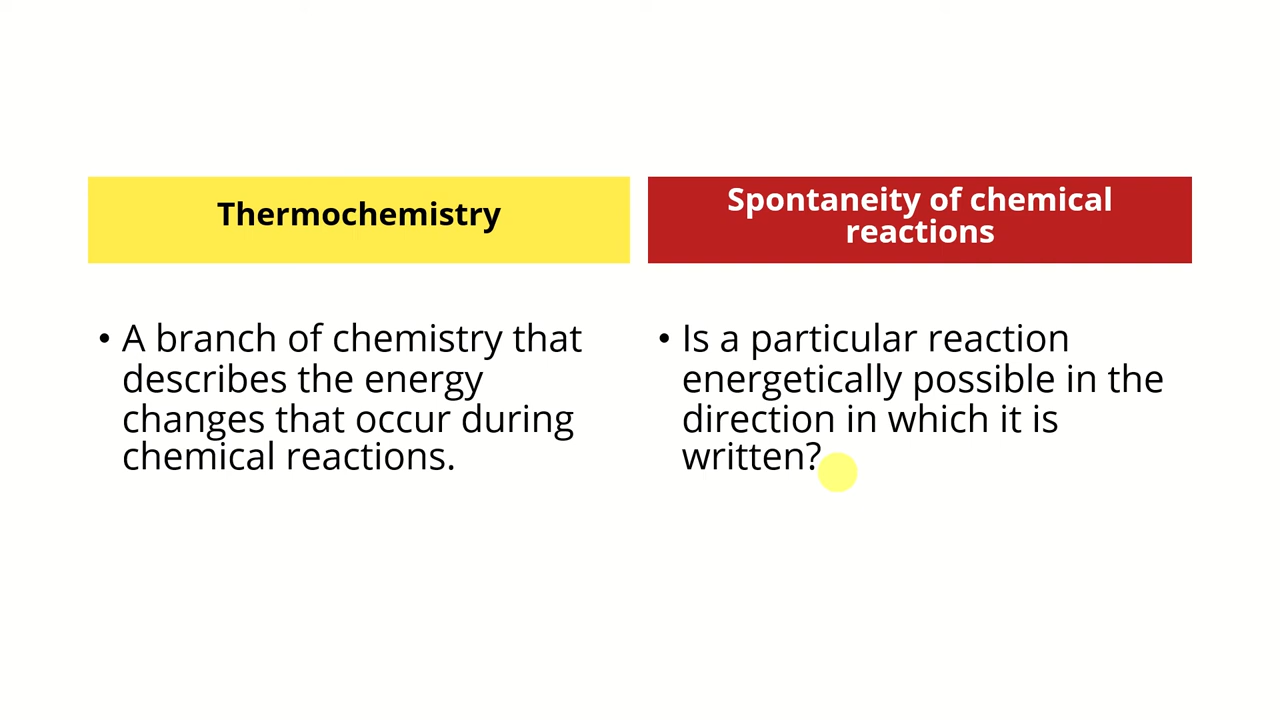 Thermochemistry
• A branch of chemistry that
describes the energy
changes that occur during
chemical reactions.
Spontaneity of chemical
reactions
• Is a particular reaction
energetically possible in the
direction in which it is
written?